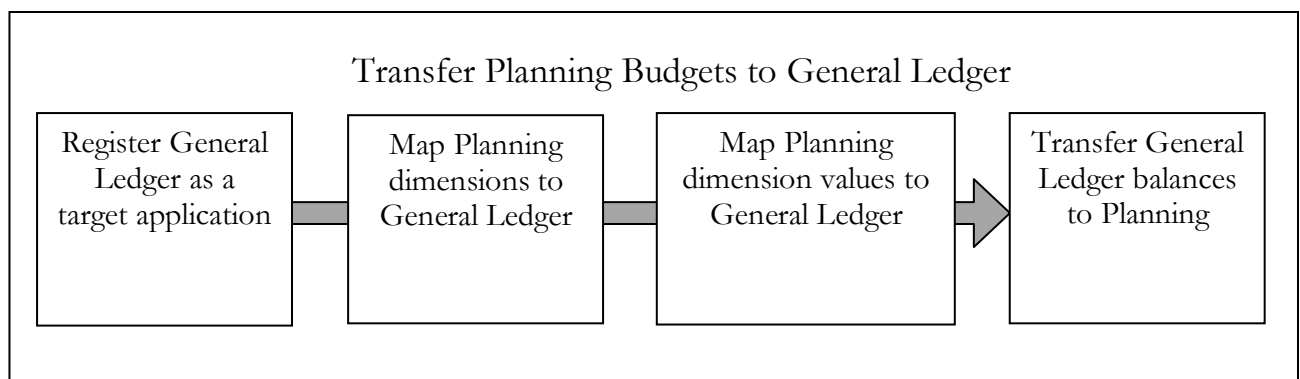 Transfer Planning Budgets to General Ledger
Register General
Ledger as a
target application
Map Planning
dimensions to
General Ledger
Map Planning
dimension values to
General Ledger
Transfer General
Ledger balances
to Planning